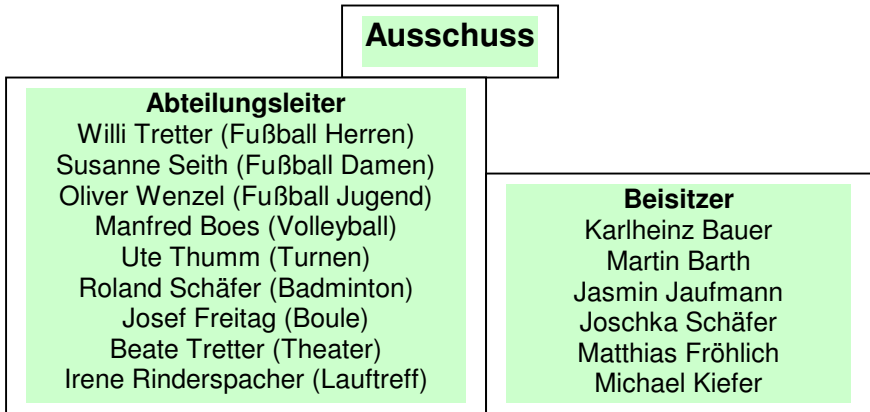 Ausschuss
Abteilungsleiter
Willi Tretter (Fußball Herren)
Susanne Seith (Fußball Damen)
Oliver Wenzel (Fußball Jugend)
Manfred Boes (Volleyball)
Ute Thumm (Turnen)
Roland Schäfer (Badminton)
Josef Freitag (Boule)
Beate Tretter (Theater)
Irene Rinderspacher (Lauftreff)
Beisitzer
Karlheinz Bauer
Martin Barth
Jasmin Jaufmann
Joschka Schäfer
Matthias Fröhlich
Michael Kiefer